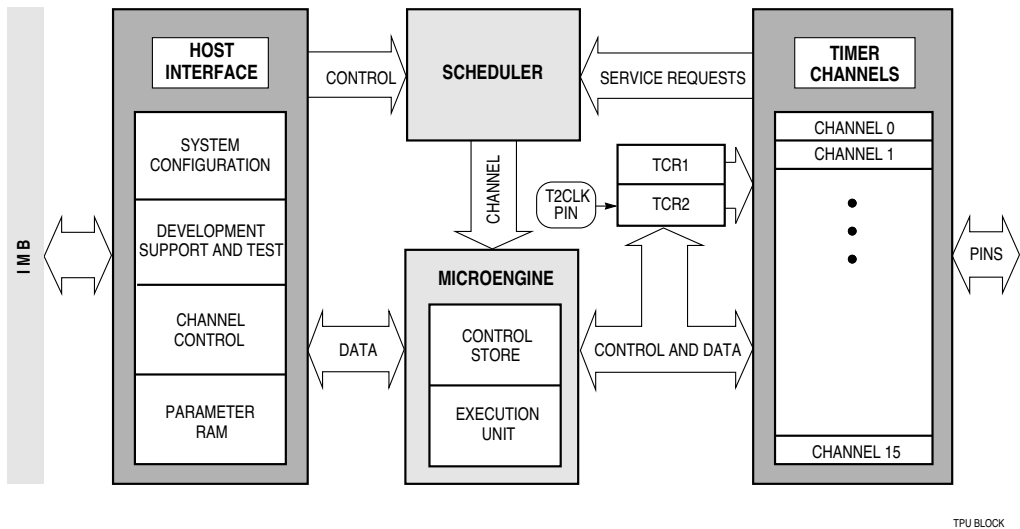 IMB
HOST
INTERFACE
SYSTEM
CONFIGURATION
DEVELOPMENT
SUPPORT AND TEST
CHANNEL
CONTROL
PARAMETER
RAM
CONTROL
SCHEDULER
SERVICE REQUESTS
CHANNEL
DATA
MICROENGINE
CONTROL
STORE
EXECUTION
UNIT
T2CLK
PIN
TCR1
TCR2
CONTROL AND DATA
TIMER
CHANNELS
CHANNEL 0
CHANNEL 1
CHANNEL 15
PINS
TPU BLOCK